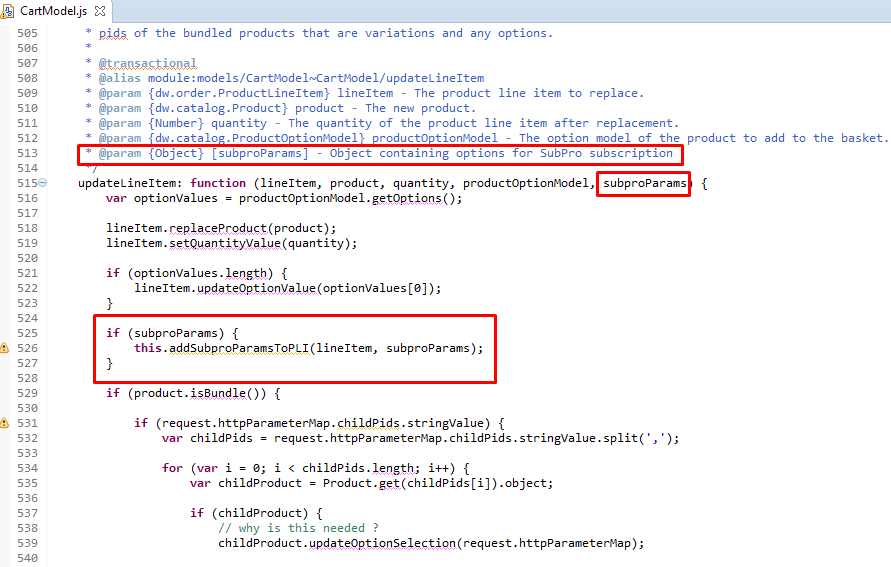 CartModel.js
505 * pids of the bundled products that are variations and any options.
506 *
507 * @transactional
508 * @alias module:models/CartModel~CartModel/updateLineItem
509 * @param {dw.order.ProductLineItem} lineItem - The product line item to replace.
510 * @param {dw.catalog.Product} product - The new product.
511 * @param {Number} quantity - The quantity of the product line item after replacement.
512 * @param {dw.catalog.ProductOptionModel} productOptionModel - The option model of the product to add to the basket.
513 * @param {Object} [subproParams] - Object containing options for SubPro subscription
514 */
515 updateLineItem: function (lineItem, product, quantity, productOptionModel, subproParams) {
516 var optionValues = productOptionModel.getOptions();
517
518 lineItem.replaceProduct(product);
519 lineItem.setQuantityValue(quantity);
520
521 if (optionValues.length) {
522 lineItem.updateOptionValue(optionValues[0]);
523 }
524
525 if (subproParams) {
526 this.addSubproParamsToPLI(lineItem, subproParams);
527 }
528
529 if (product.isBundle()) {
530
531 if (request.httpParameterMap.childPids.stringValue) {
532 var childPids = request.httpParameterMap.childPids.stringValue.split(',');
533
534 for (var i = 0; i < childPids.length; i++) {
535 var childProduct = Product.get(childPids[i]).object;
536
537 if (childProduct) {
538 // why is this needed ?
539 childProduct.updateOptionSelection(request.httpParameterMap);
540